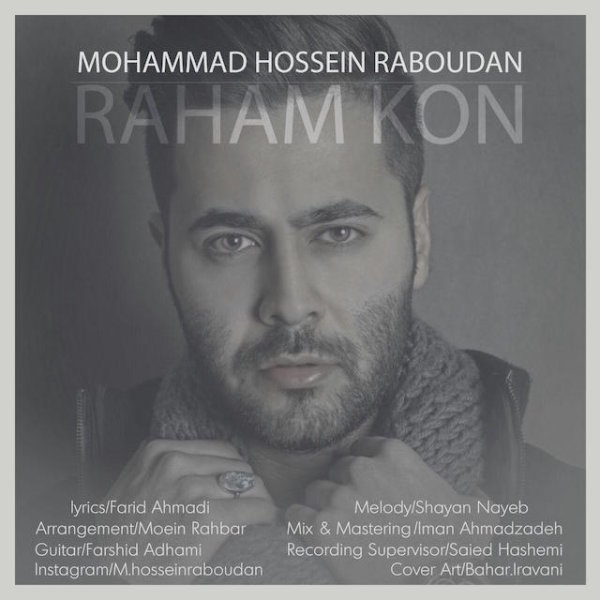 MOHAMMAD HOSSEIN RABOUDAN
RAHAM KON
lyrics/Farid Ahmadi
Melody/Shayan Nayeb
Arrangement/Moein Rahbar
Mix & Mastering/Iman Ahmadzadeh
Guitar/Farshid Adhami
Recording Supervisor/Saied Hashemi
Instagram/M.hosseinraboudan
Cover Art/Bahar.Iravani